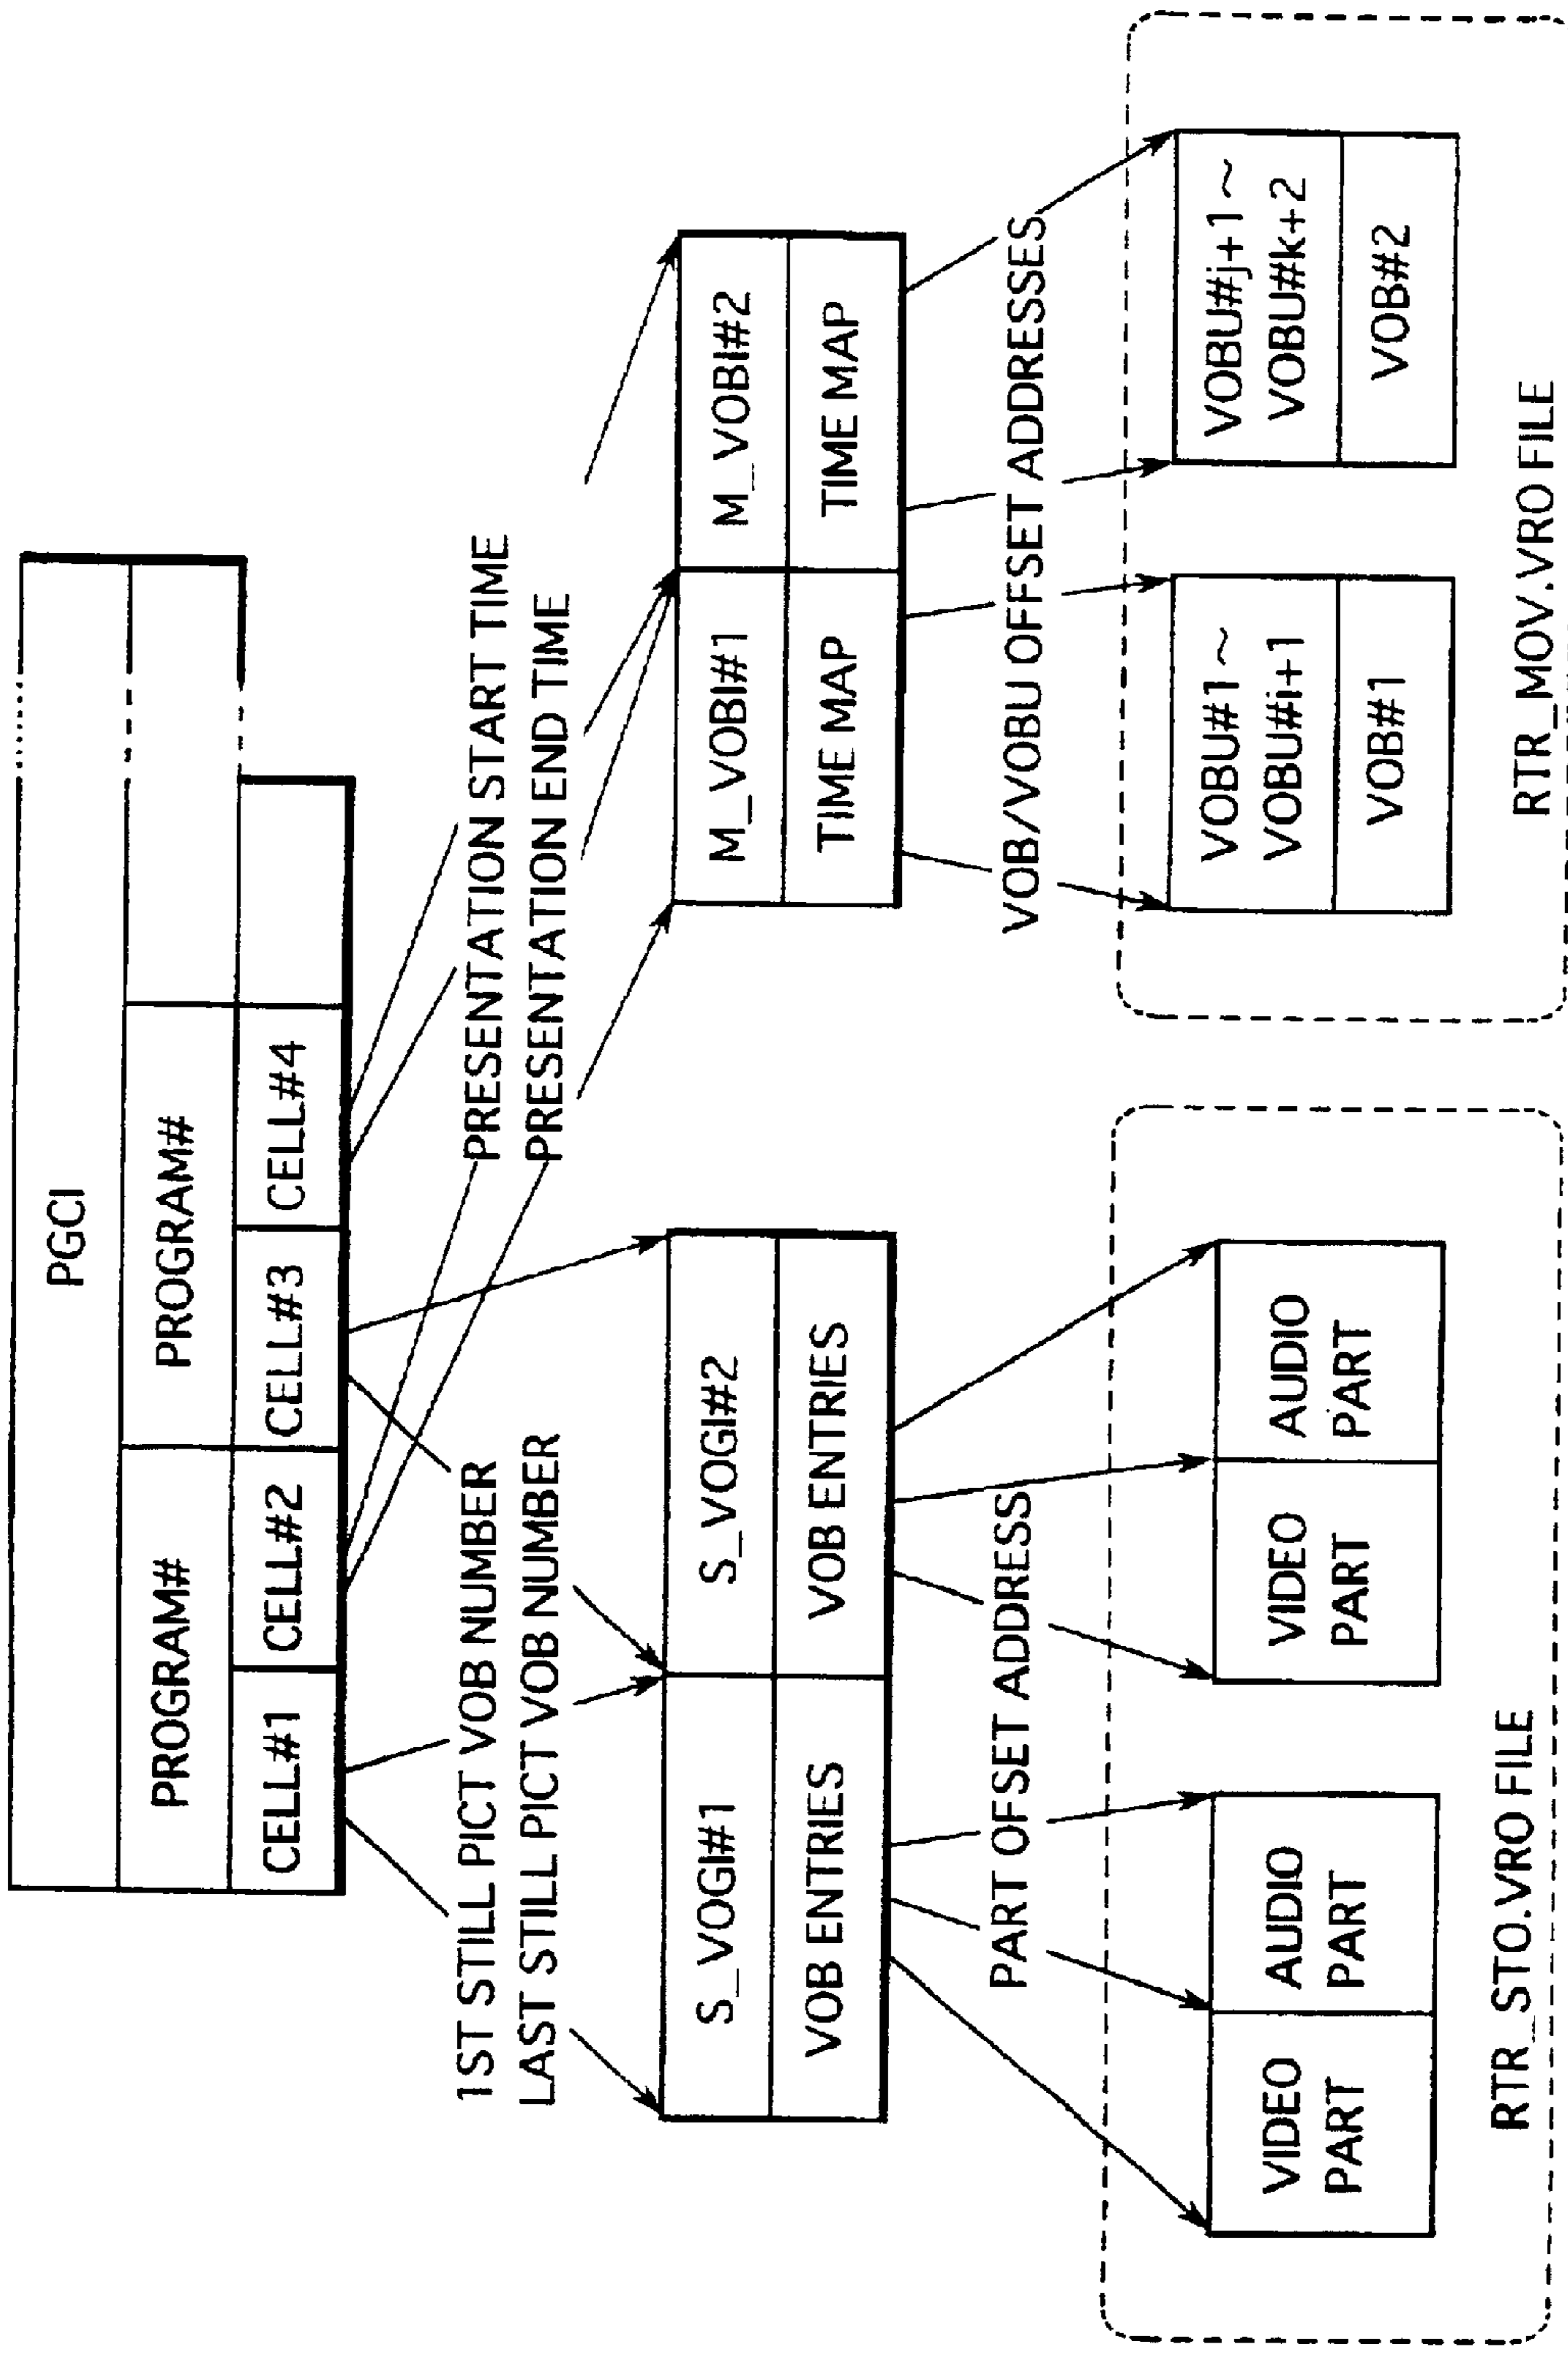 PGCI
PROGRAM#
PROGRAM#
CELL#1
CELL#2
CELL#3
CELL#4
1ST STILL PICT VOB NUMBER
LAST STILL PICT VOB NUMBER
PRESENTATION START TIME
PRESENTATION END TIME
S_VOGI#1
S_VOGI#2
VOB ENTRIES
VOB ENTRIES
M_VOBI#1
M_VOBI#2
TIME MAP
TIME MAP
PART OFSET ADDRESS
VOB/VOBU OFFSET ADDRESSES
VIDEO
PART
AUDIO
PART
VIDEO
PART
AUDIO
PART
VOBU#1 ~
VOBU#i+1
VOB#1
VOBU#j+1 ~
VOBU#k+2
VOB#2
RTR_STO.VRO FILE
RTR_MOV.VRO FILE